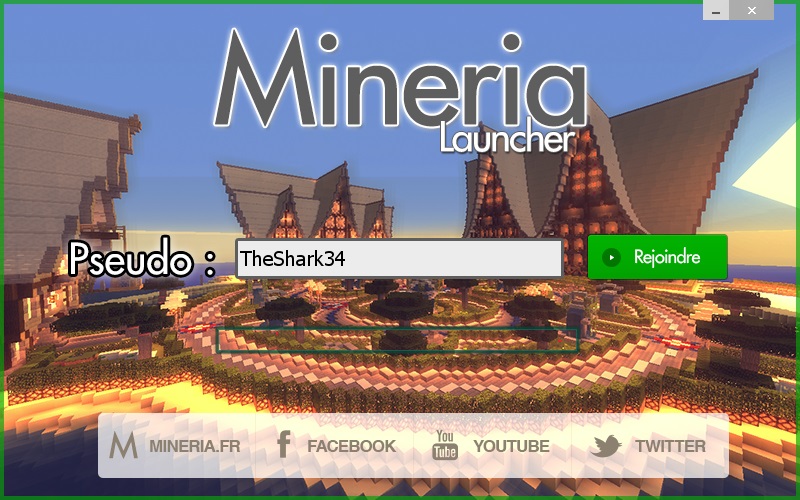 Mineria
Launcher
Pseudo : TheShark34 Rejoindre
M MINERIA.FR f FACEBOOK You Tube YOUTUBE TWITTER